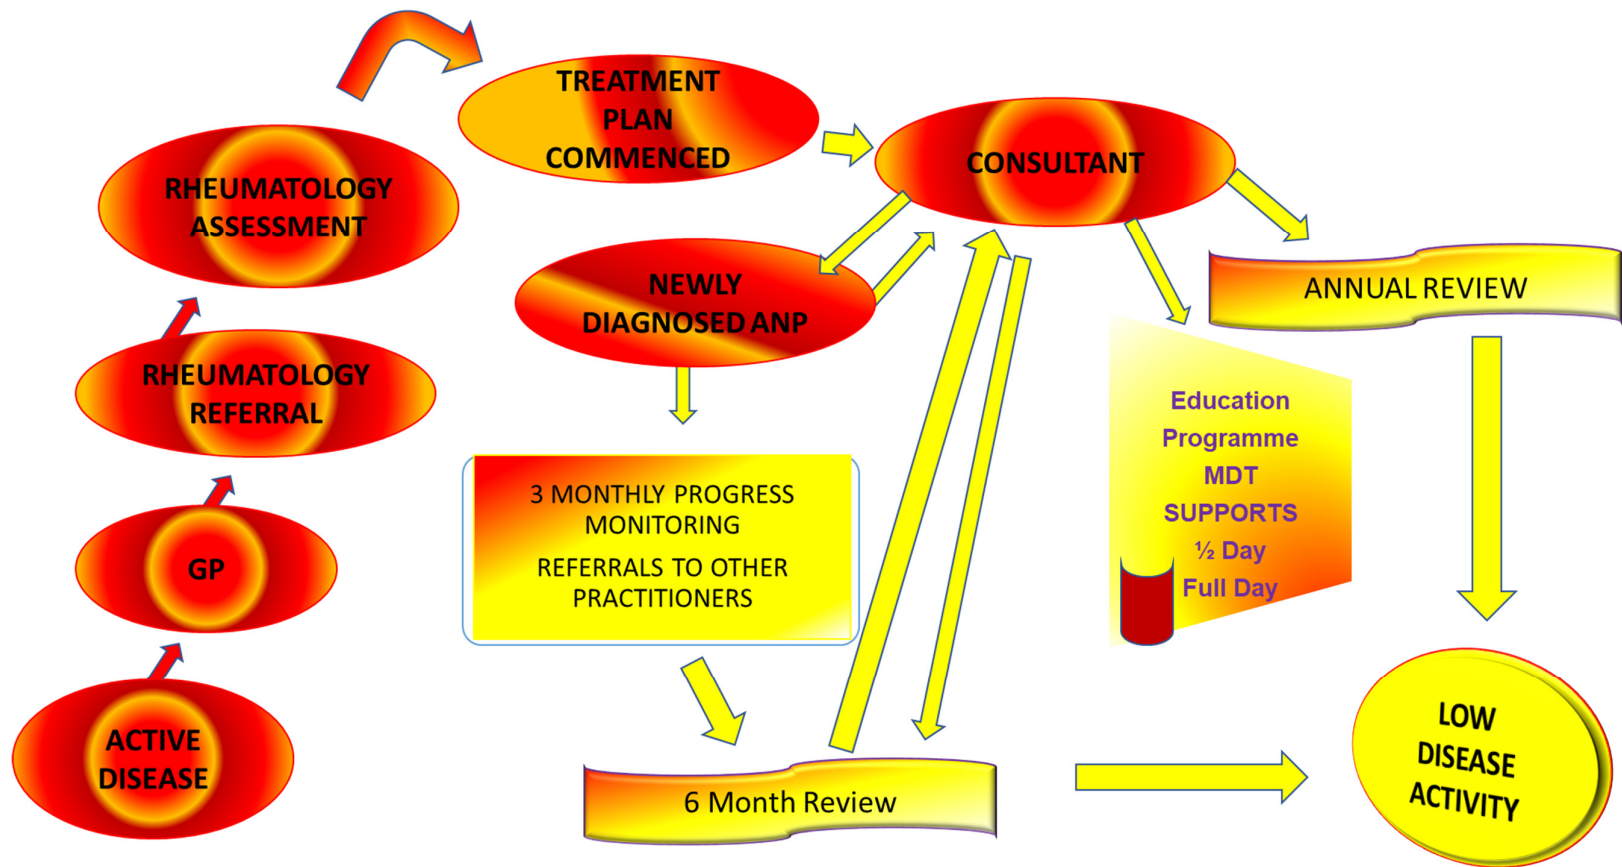 TREATMENT
PLAN
COMMENCED
CONSULTANT
RHEUMATOLOGY
ASSESSMENT
NEWLY
DIAGNOSED ANP
ANNUAL REVIEW
RHEUMATOLOGY
REFERRAL
Education
Programme
MDT
SUPPORTS
½ Day
Full Day
3 MONTHLY PROGRESS
MONITORING
REFERRALS TO OTHER
PRACTITIONERS
GP
ACTIVE
DISEASE
6 Month Review
LOW
DISEASE
ACTIVITY